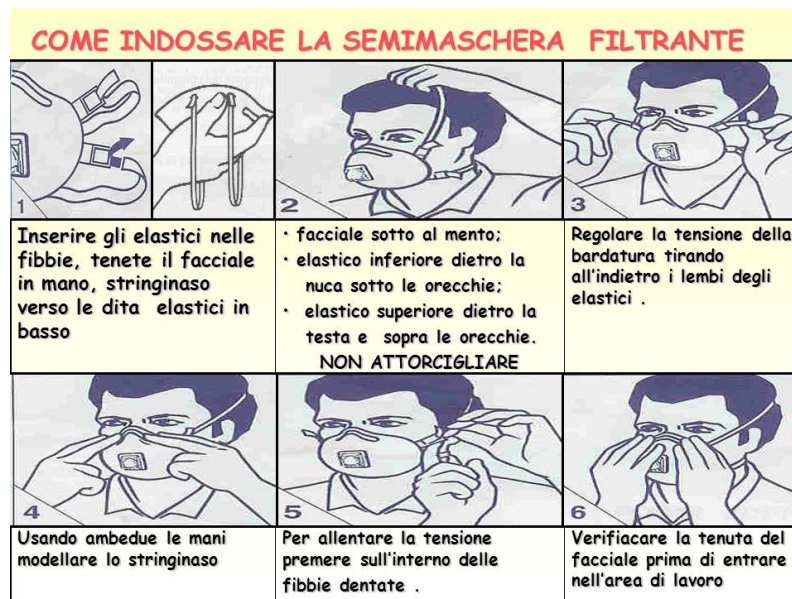 COME INDOSSARE LA SEMIMASCHERA FILTRANTE
1
Inserire gli elastici nelle
fibbie, tenete il facciale
in mano, stringinaso
verso le dita elastici in
basso
2
• facciale sotto al mento;
• elastico inferiore dietro la
nuca sotto le orecchie;
• elastico superiore dietro la
testa e sopra le orecchie.
NON ATTORCIGLIARE
3
Regolare la tensione della
bardatura tirando
all'indietro i lembi degli
elastici .
4
Usando ambedue le mani
modellare lo stringinaso
5
Per allentare la tensione
premere sull'interno delle
fibbie dentate .
6
Verifiacare la tenuta del
facciale prima di entrare
nell'area di lavoro